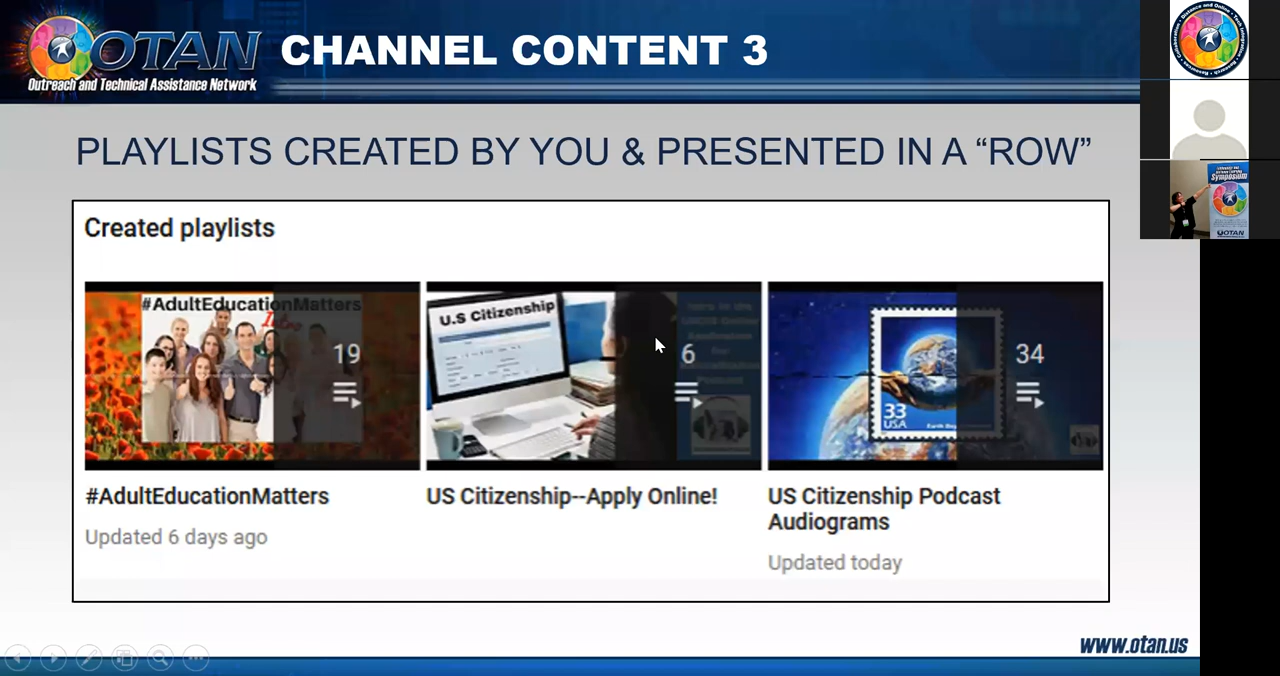 OTAN
Outreach and Technical Assistance Network
CHANNEL CONTENT 3
PLAYLISTS CREATED BY YOU & PRESENTED IN A “ROW”
Created playlists
#AdultEducationMatters
19
U.S Citizenship
6
33
USA
34
#AdultEducationMatters
Updated 6 days ago
US Citizenship--Apply Online!
US Citizenship Podcast
Audiograms
Updated today
www.otan.us
Symposium
OTAN